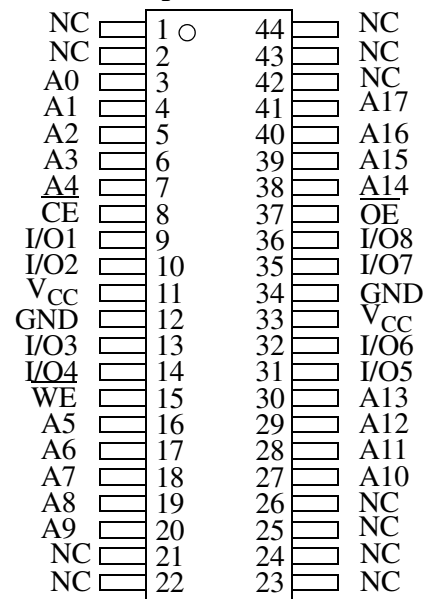 NC 1 44 NC
NC 2 43 NC
A0 3 42 NC
A1 4 41 A17
A2 5 40 A16
A3 6 39 A15
A4 7 38 A14
CE 8 37 OE
I/O1 9 36 I/O8
I/O2 10 35 I/O7
VCC 11 34 GND
GND 12 33 VCC
I/O3 13 32 I/O6
I/O4 14 31 I/O5
WE 15 30 A13
A5 16 29 A12
A6 17 28 A11
A7 18 27 A10
A8 19 26 NC
A9 20 25 NC
NC 21 24 NC
NC 22 23 NC